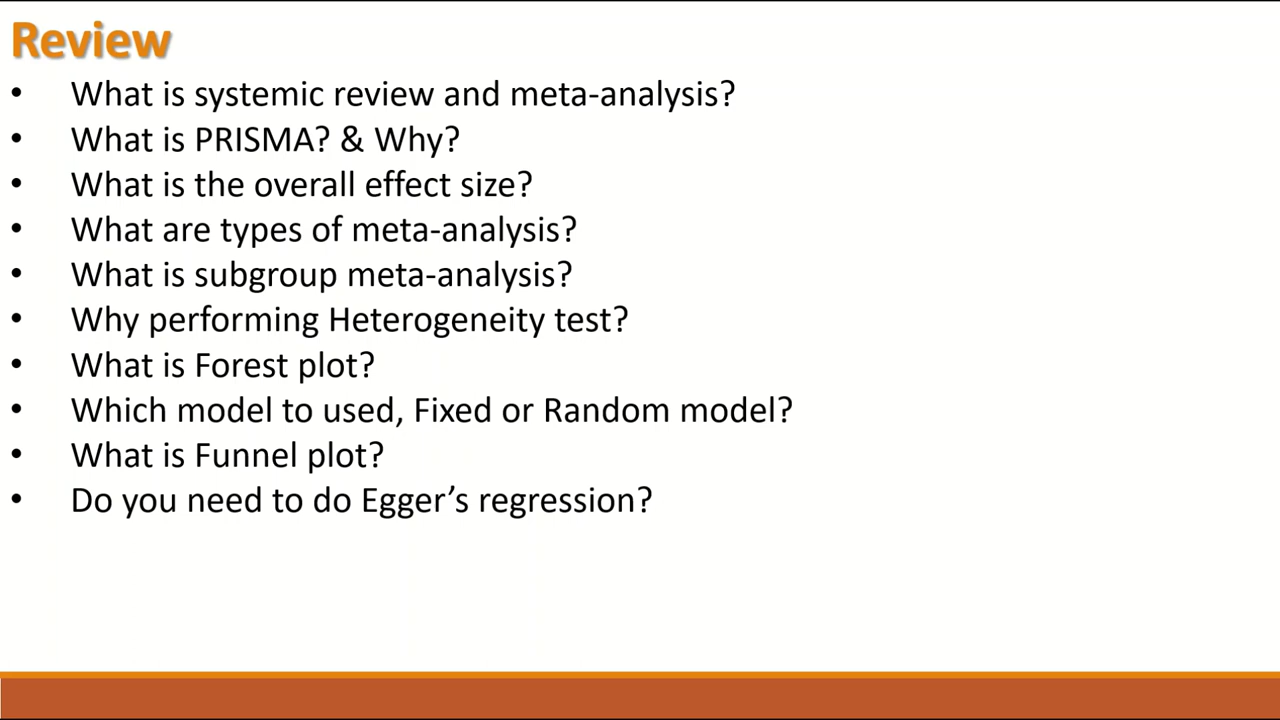 Review
• What is systemic review and meta-analysis?
• What is PRISMA? & Why?
• What is the overall effect size?
• What are types of meta-analysis?
• What is subgroup meta-analysis?
• Why performing Heterogeneity test?
• What is Forest plot?
• Which model to used, Fixed or Random model?
• What is Funnel plot?
• Do you need to do Egger’s regression?